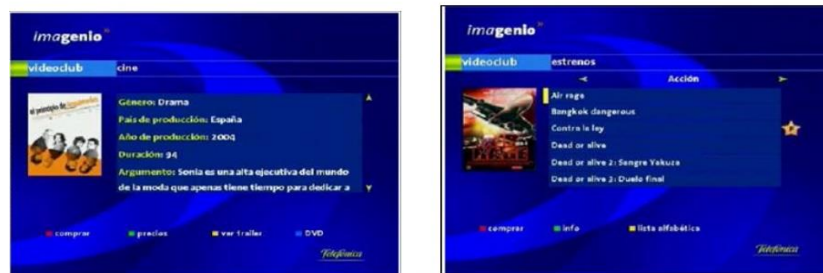 imagenio
videoclub cine
Género: Drama
País de producción: España
Año de producción: 2004
Duración: 94
Argumento: Sonia es una alta ejecutiva del mundo
de la moda que apenas tiene tiempo para dedicar a
comprar precios ver trailer DVD
Telefónica
imagenio
videoclub estrenos
Acción
Air rage
Bangkok dangerous
Contra la ley
Dead or alive
Dead or alive 2: Sangre Yakuza
Dead or alive 3: Duelo final
comprar info lista alfabética
Telefónica